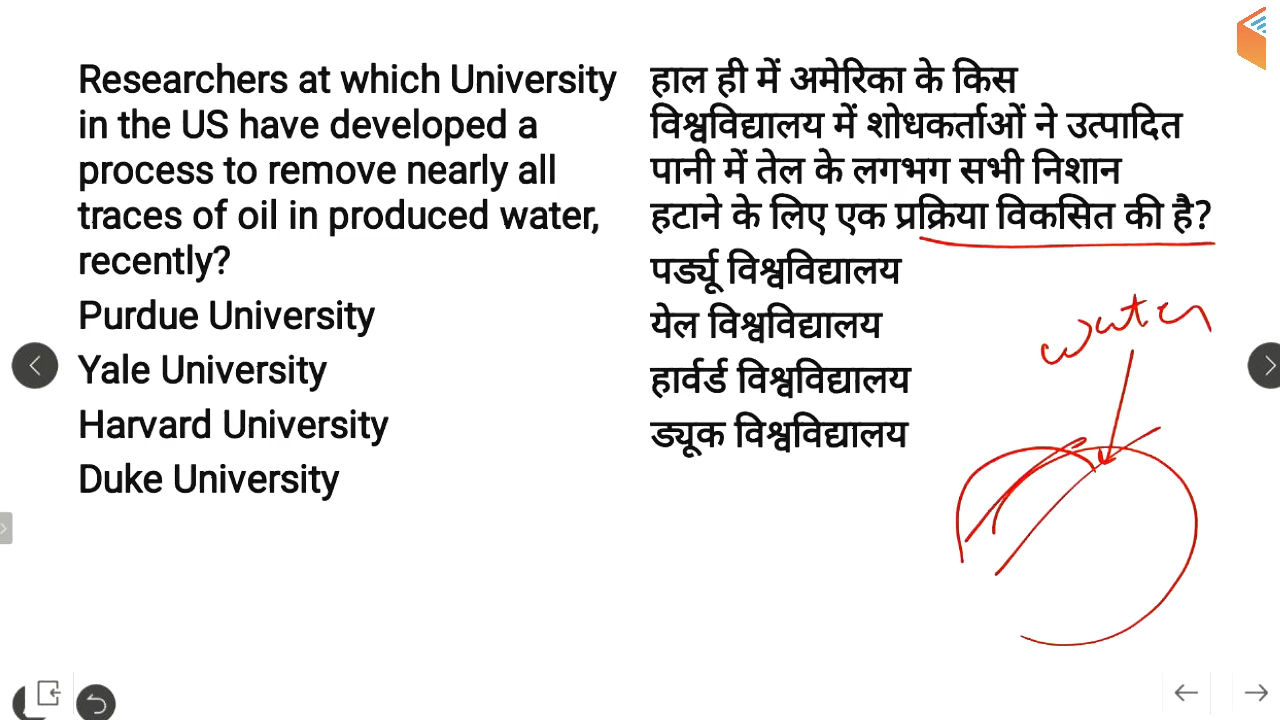 Researchers at which University
in the US have developed a
process to remove nearly all
traces of oil in produced water,
recently?
Purdue University
Yale University
Harvard University
Duke University
हाल ही में अमेरिका के किस
विश्वविद्यालय में शोधकर्ताओं ने उत्पादित
पानी में तेल के लगभग सभी निशान
हटाने के लिए एक प्रक्रिया विकसित की है?
पर्ड्यू विश्वविद्यालय
येल विश्वविद्यालय
हार्वर्ड विश्वविद्यालय
ड्यूक विश्वविद्यालय
water